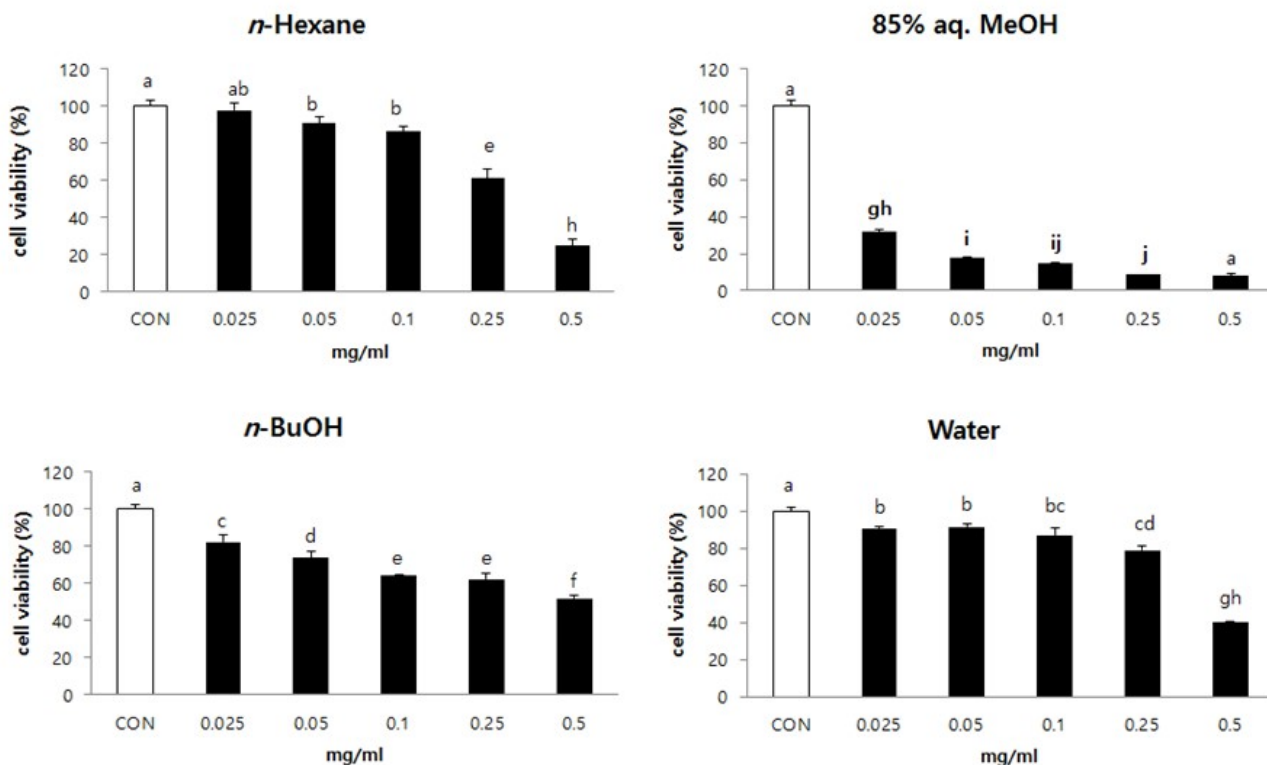 n-Hexane
cell viability (%)
120
100
80
60
40
20
0
a
ab
b
b
e
h
CON 0.025 0.05 0.1 0.25 0.5
mg/ml
85% aq. MeOH
cell viability (%)
120
100
80
60
40
20
0
a
gh
i
ij
j
a
CON 0.025 0.05 0.1 0.25 0.5
mg/ml
n-BuOH
cell viability (%)
120
100
80
60
40
20
0
a
c
d
e
e
f
CON 0.025 0.05 0.1 0.25 0.5
mg/ml
Water
cell viability (%)
120
100
80
60
40
20
0
a
b
b
bc
cd
gh
CON 0.025 0.05 0.1 0.25 0.5
mg/ml